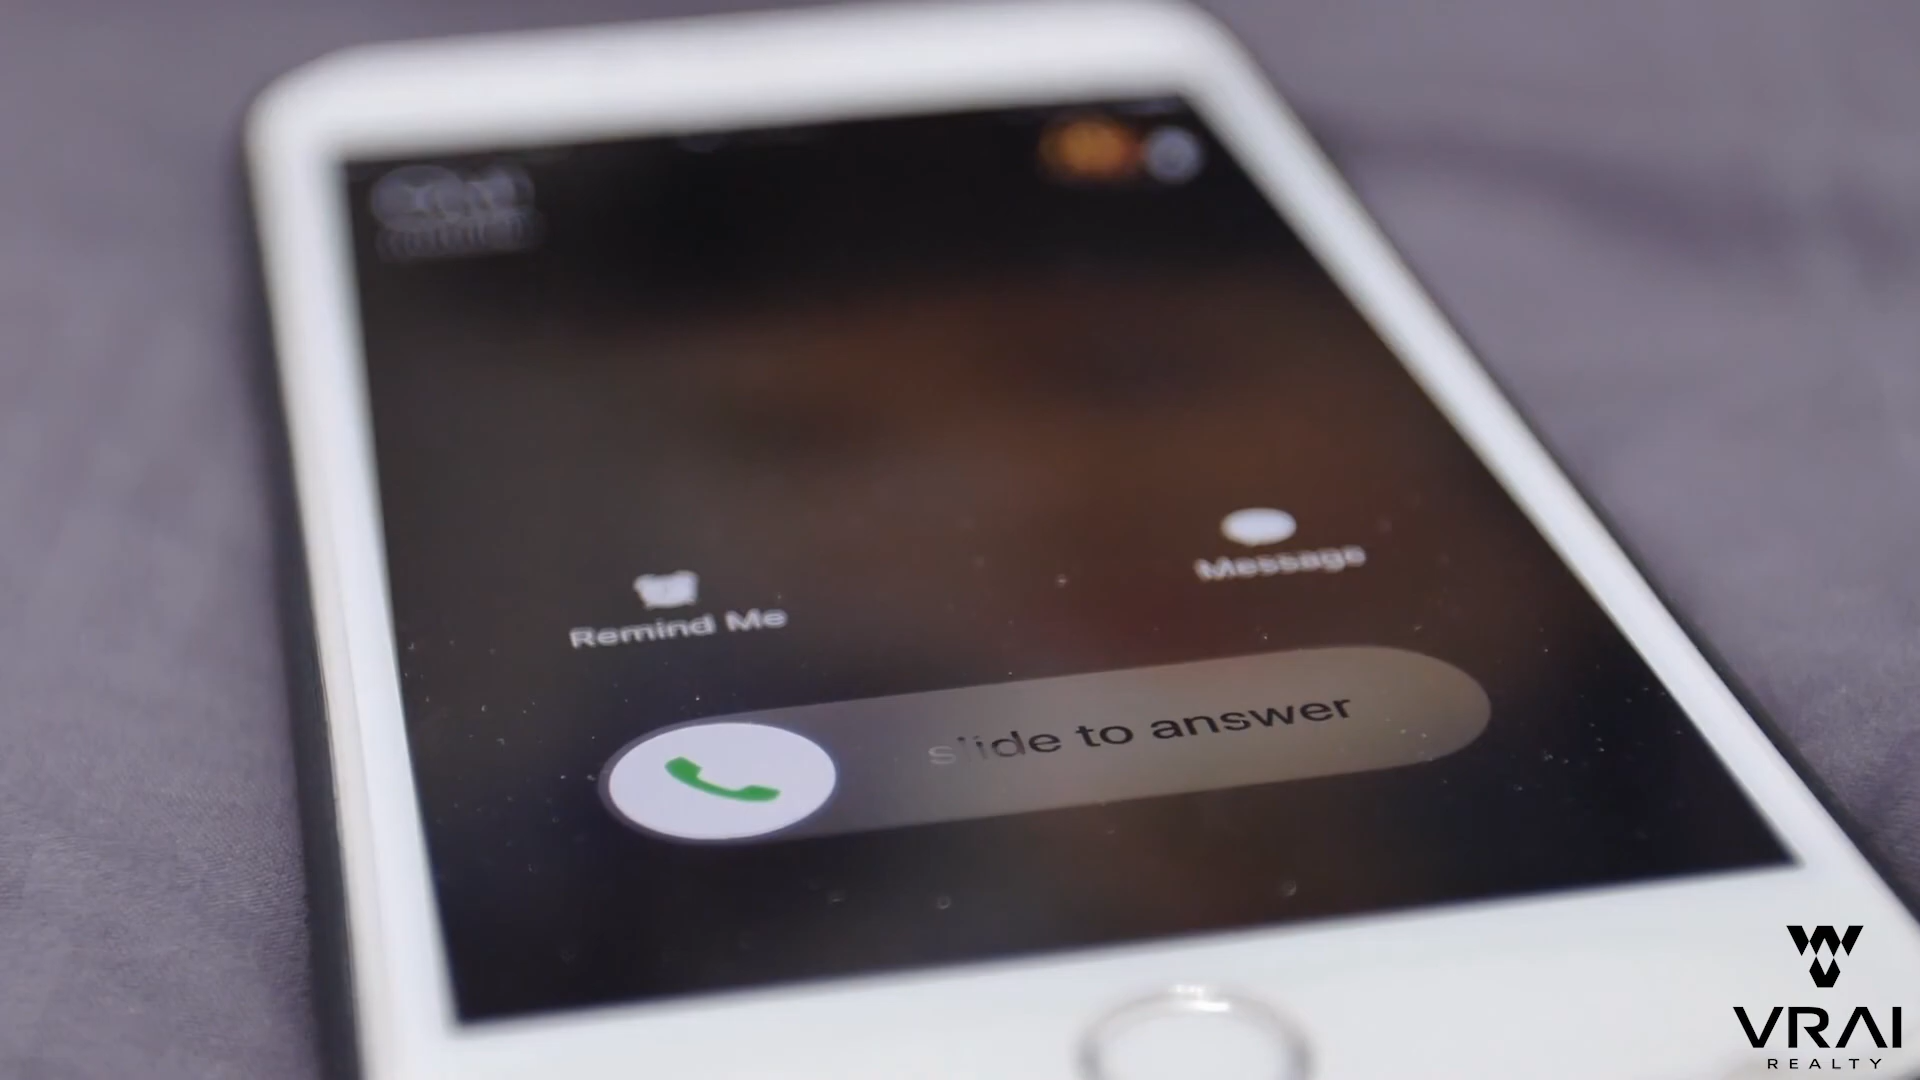 Remind Me
Message
slide to answer
VRAI
REALTY